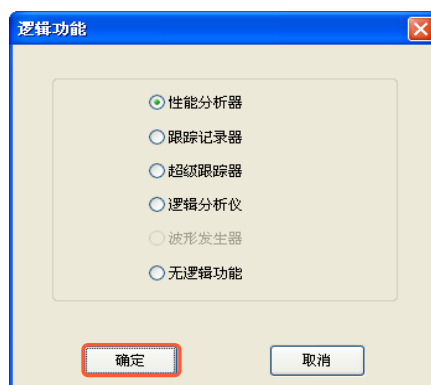 逻辑功能
性能分析器
跟踪记录器
超级跟踪器
逻辑分析仪
波形发生器
无逻辑功能
确定 取消